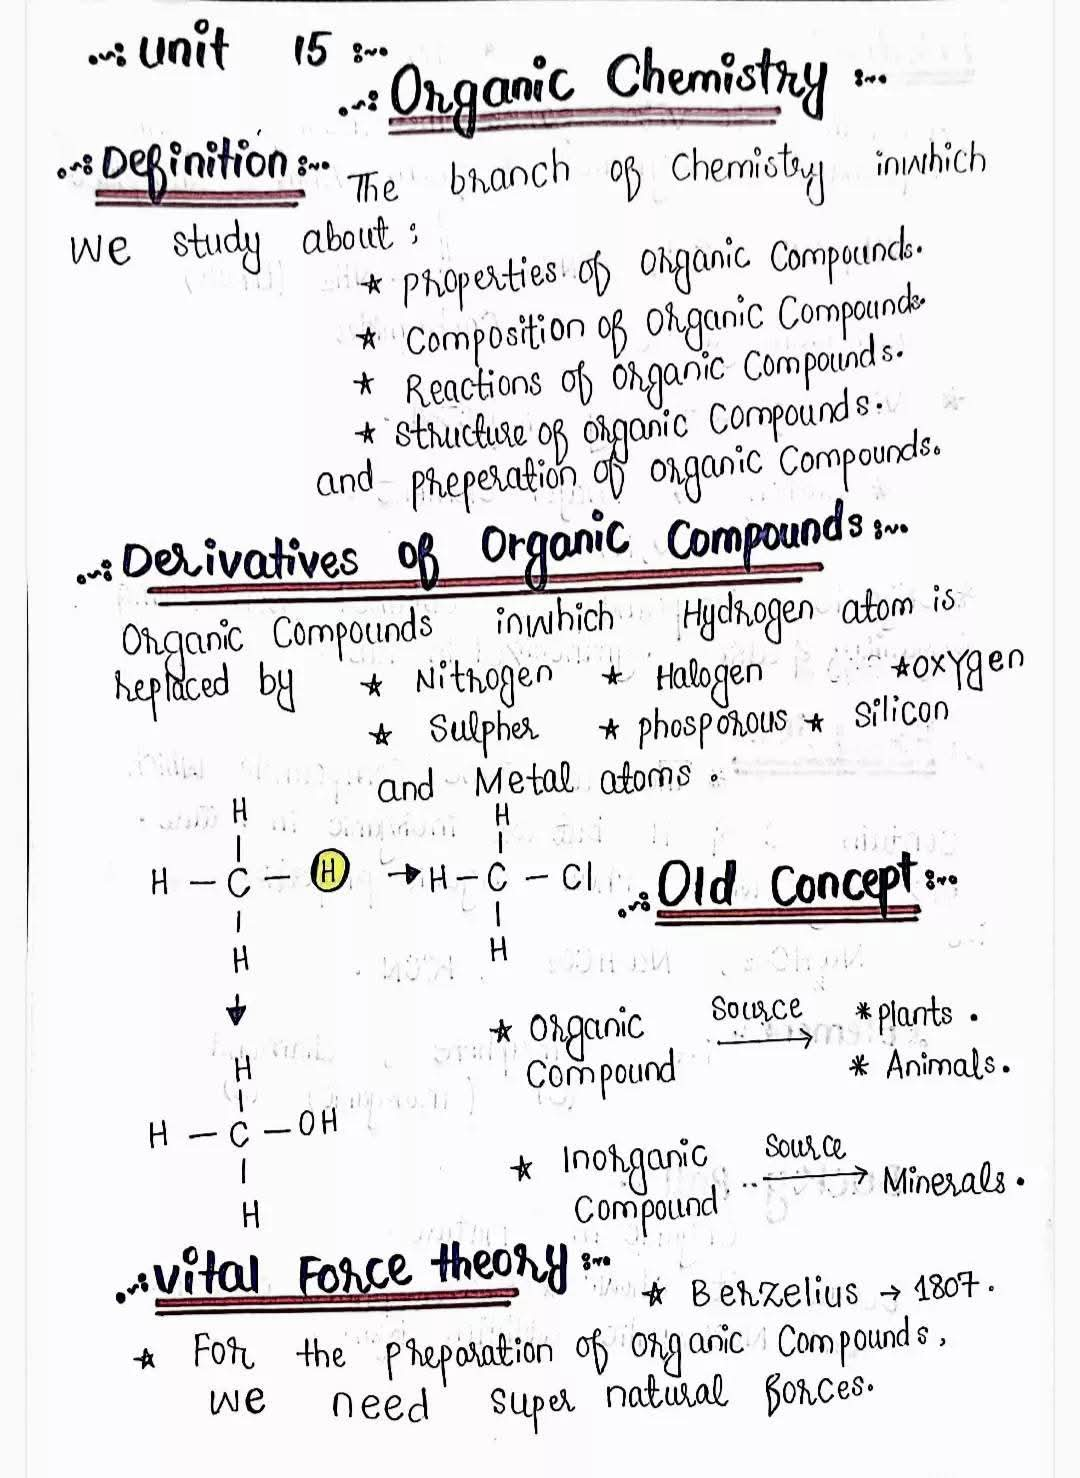 Unit 15
Organic Chemistry
Definition: The branch of Chemistry inwhich
we study about:
* properties of organic Compounds.
* Composition of organic Compounds.
* Reactions of organic Compounds.
* structure of organic Compounds.
and preperation of organic Compounds.
Derivatives of Organic Compounds:
Organic Compounds inwhich Hydrogen atom is
replaced by * Nitrogen * Halogen * oxygen
* Sulpher * phosporous * Silicon
and Metal atoms.
H H
H – C – H → H – C – Cl
H H
Old Concept:
* Organic Compound Source → * plants.
* Animals.
H
H – C – OH
H
* Inorganic Compound Source → Minerals.
Vital Force theory:
* Berzelius → 1807.
* For the preparation of organic Compounds,
we need super natural forces.